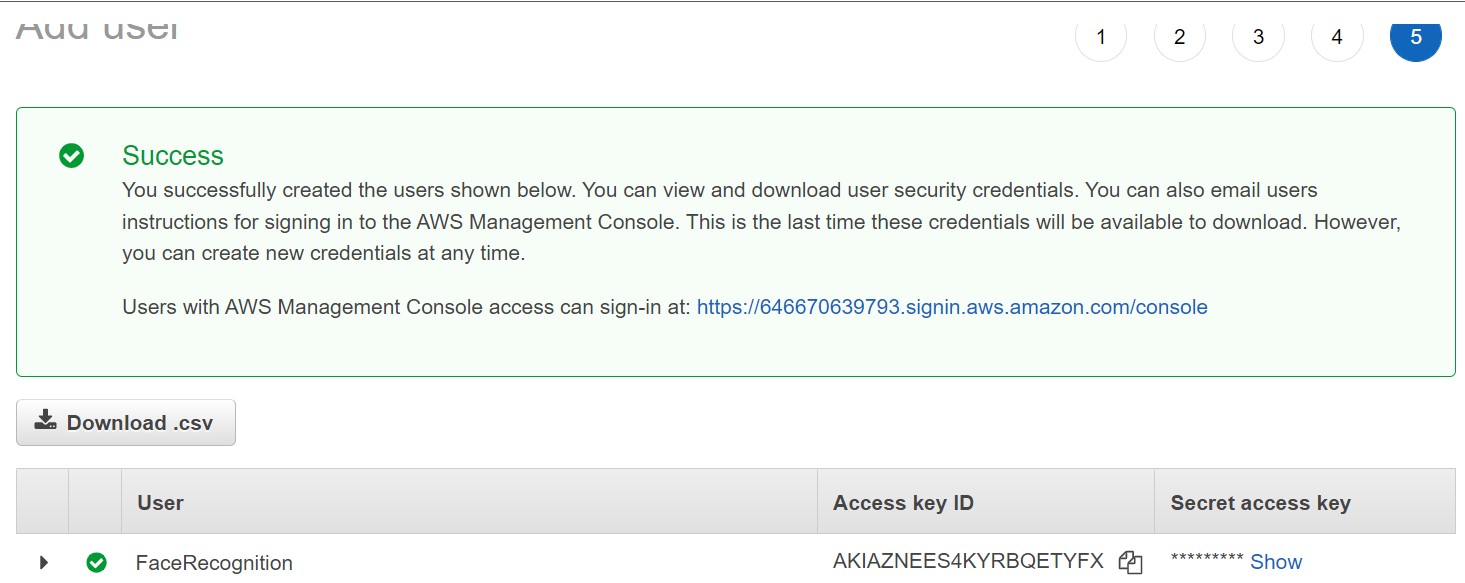 Add user
1 2 3 4 5
Success
You successfully created the users shown below. You can view and download user security credentials. You can also email users
instructions for signing in to the AWS Management Console. This is the last time these credentials will be available to download. However,
you can create new credentials at any time.
Users with AWS Management Console access can sign-in at: https://646670639793.signin.aws.amazon.com/console
Download .csv
User Access key ID Secret access key
FaceRecognition AKIAZNEES4KYRBQETYFX ********* Show